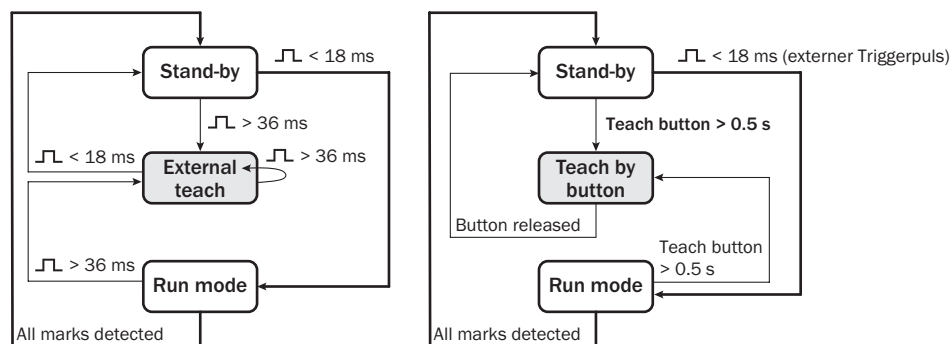 Stand-by
< 18 ms
> 36 ms
< 18 ms
External
teach
> 36 ms
> 36 ms
Run mode
All marks detected
Stand-by
< 18 ms (externer Triggerpuls)
Teach button > 0.5 s
Teach by
button
Button released
Teach button
> 0.5 s
Run mode
All marks detected